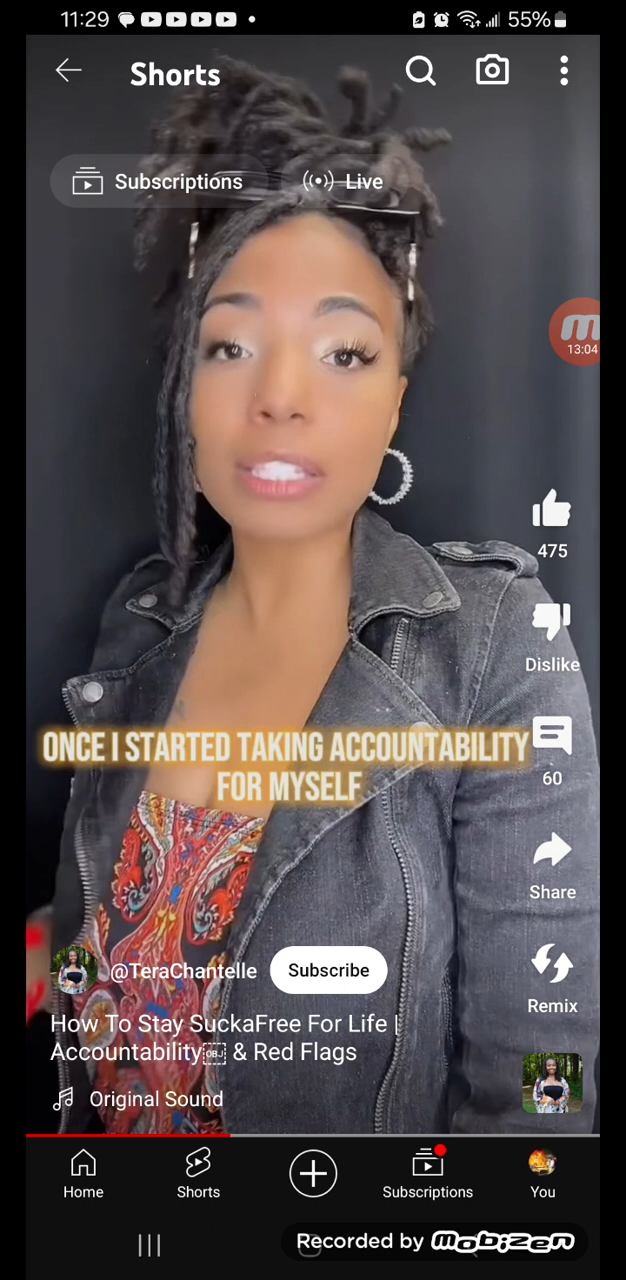 11:29
55%
Shorts
Subscriptions
Live
13:04
475
Dislike
ONCE I STARTED TAKING ACCOUNTABILITY
FOR MYSELF
60
Share
@TeraChantelle
Subscribe
Remix
How To Stay SuckaFree For Life |
Accountability￼ & Red Flags
Original Sound
Home
Shorts
Subscriptions
You
Recorded by mobizen